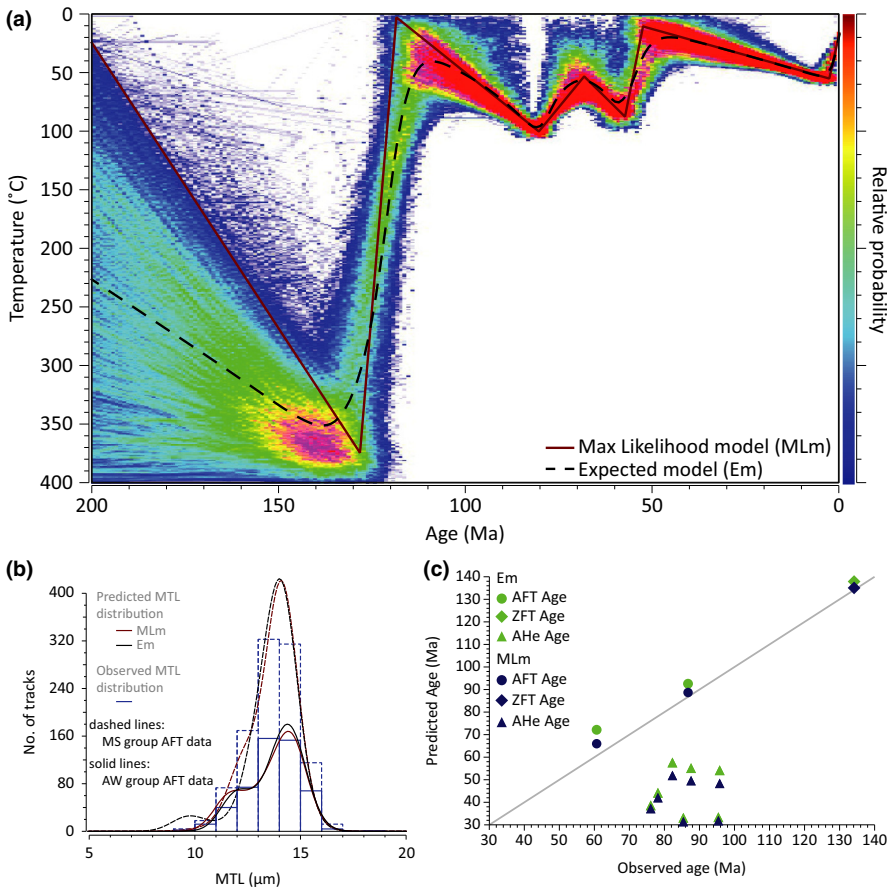 (a)
0
50
100
150
200
250
300
350
400
Temperature (˚C)
Max Likelihood model (MLm)
Expected model (Em)
200
150
100
50
0
Age (Ma)
Relative probability
(b)
400
320
240
160
80
0
No. of tracks
Predicted MTL
distribution
MLm
Em
Observed MTL
distribution
dashed lines:
MS group AFT data
solid lines:
AW group AFT data
5
10
15
20
MTL (μm)
(c)
140
130
120
110
100
90
80
70
60
50
40
30
Predicted Age (Ma)
Em
AFT Age
ZFT Age
AHe Age
MLm
AFT Age
ZFT Age
AHe Age
30 40 50 60 70 80 90 100 110 120 130 140
Observed age (Ma)